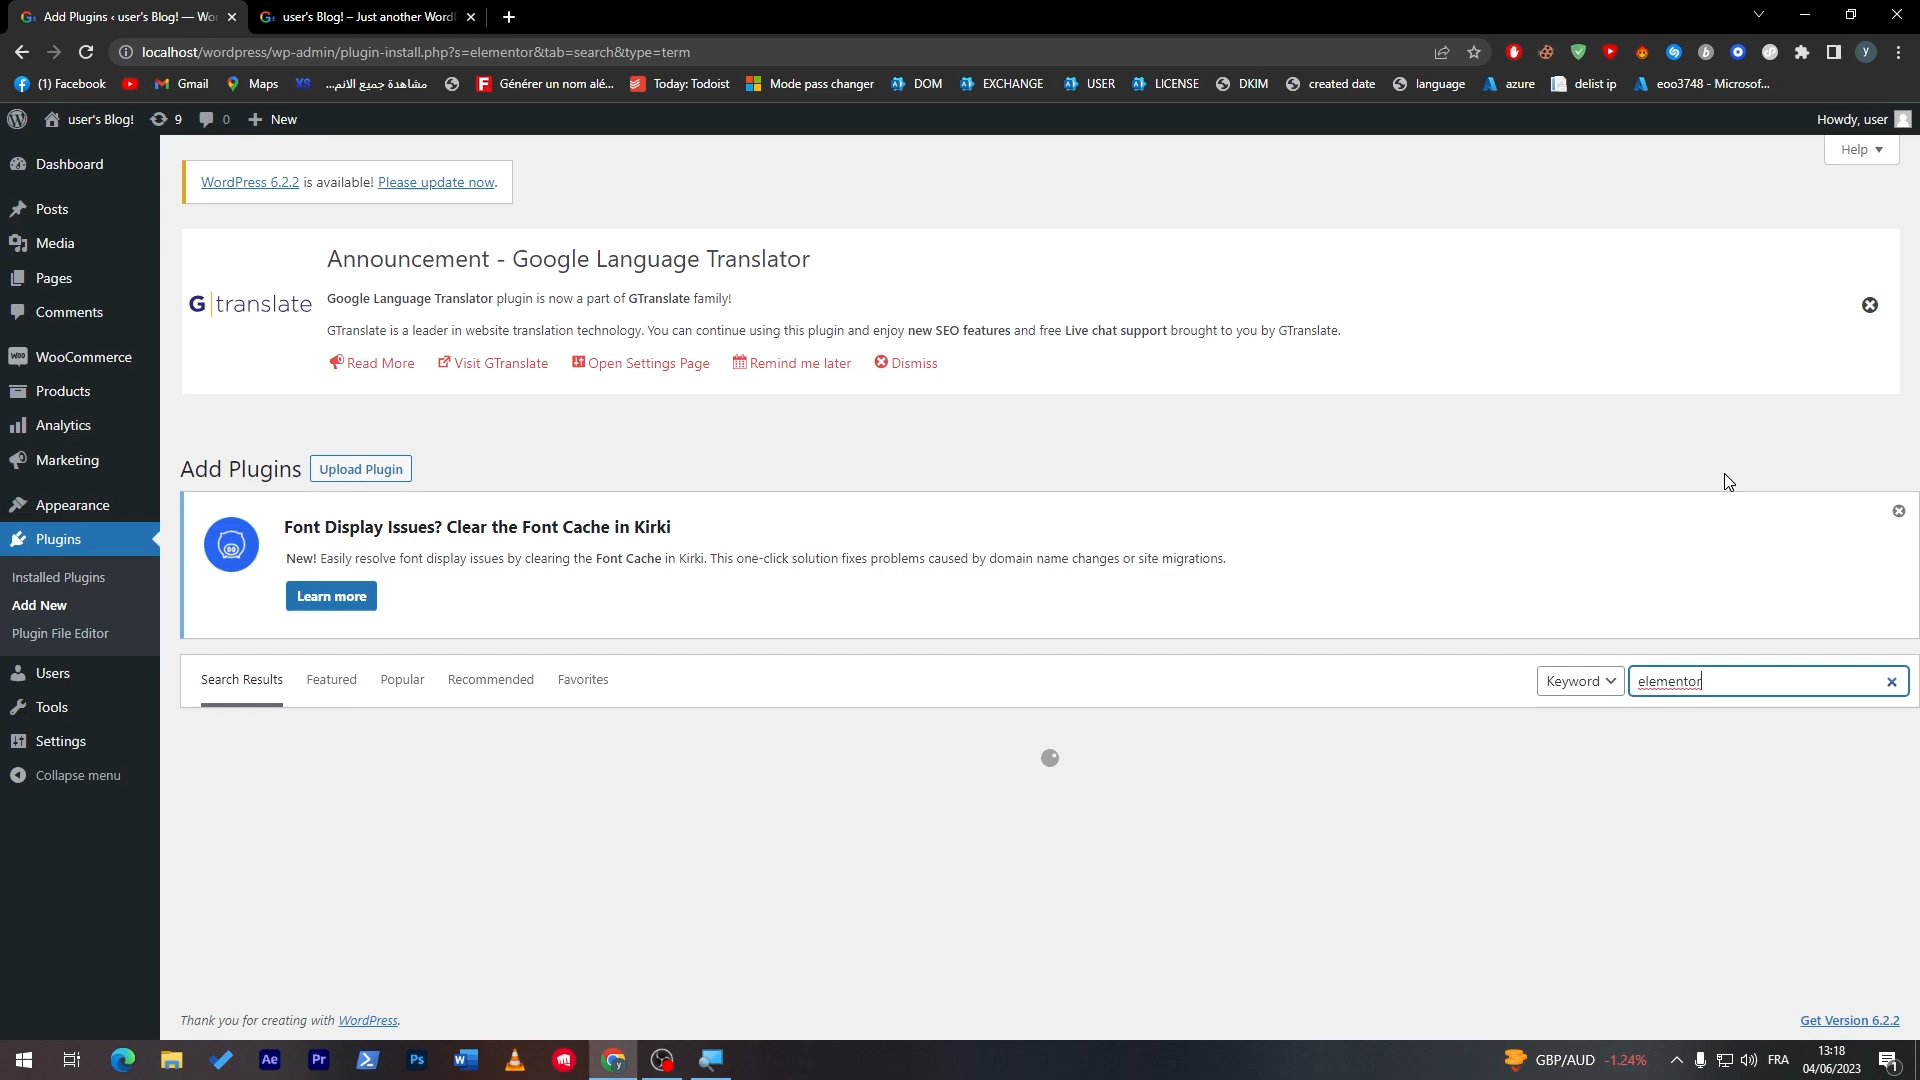 Add Plugins ‹ user's Blog! — Wor
user's Blog! – Just another WordP
localhost/wordpress/wp-admin/plugin-install.php?s=elementor&tab=search&type=term
(1) Facebook
Gmail
Maps
مشاهدة جميع الانم...
Générer un nom alé...
Today: Todoist
Mode pass changer
DOM
EXCHANGE
USER
LICENSE
DKIM
created date
language
azure
delist ip
eoo3748 - Microsof...
user's Blog!
9
0
New
Howdy, user
Dashboard
Posts
Media
Pages
Comments
WooCommerce
Products
Analytics
Marketing
Appearance
Plugins
Installed Plugins
Add New
Plugin File Editor
Users
Tools
Settings
Collapse menu
Help
WordPress 6.2.2 is available! Please update now.
G translate
Announcement - Google Language Translator
Google Language Translator plugin is now a part of GTranslate family!
GTranslate is a leader in website translation technology. You can continue using this plugin and enjoy new SEO features and free Live chat support brought to you by GTranslate.
Read More
Visit GTranslate
Open Settings Page
Remind me later
Dismiss
Add Plugins
Upload Plugin
Font Display Issues? Clear the Font Cache in Kirki
New! Easily resolve font display issues by clearing the Font Cache in Kirki. This one-click solution fixes problems caused by domain name changes or site migrations.
Learn more
Search Results
Featured
Popular
Recommended
Favorites
Keyword
elementor
Thank you for creating with WordPress.
Get Version 6.2.2
Ae
Pr
Ps
GBP/AUD -1.24%
FRA
13:18
04/06/2023
1